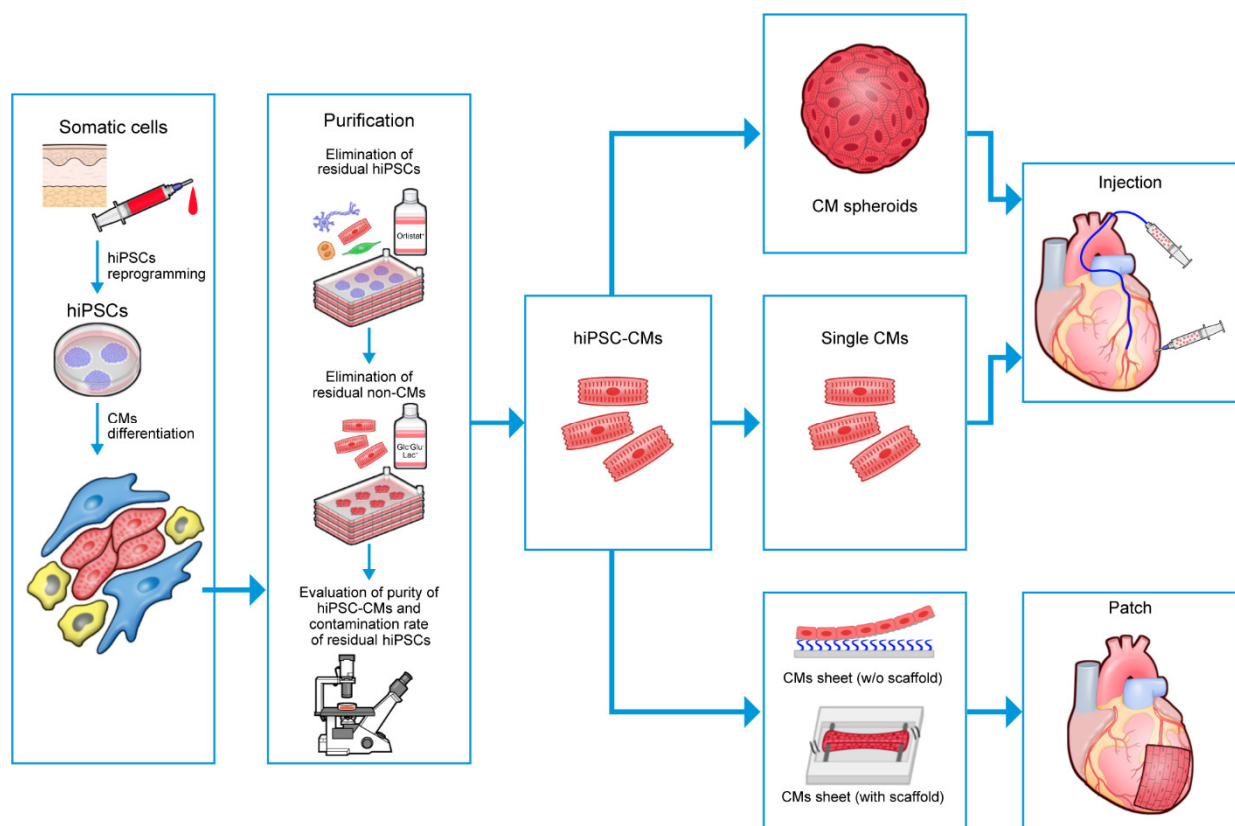 Somatic cells
hiPSCs
reprogramming
hiPSCs
CMs
differentiation
Purification
Elimination of
residual hiPSCs
Orlistat⁺
Elimination of
residual non-CMs
Glc⁻Glu⁻
Lac⁺
Evaluation of purity of
hiPSC-CMs and
contamination rate
of residual hiPSCs
hiPSC-CMs
CM spheroids
Single CMs
CMs sheet (w/o scaffold)
CMs sheet (with scaffold)
Injection
Patch